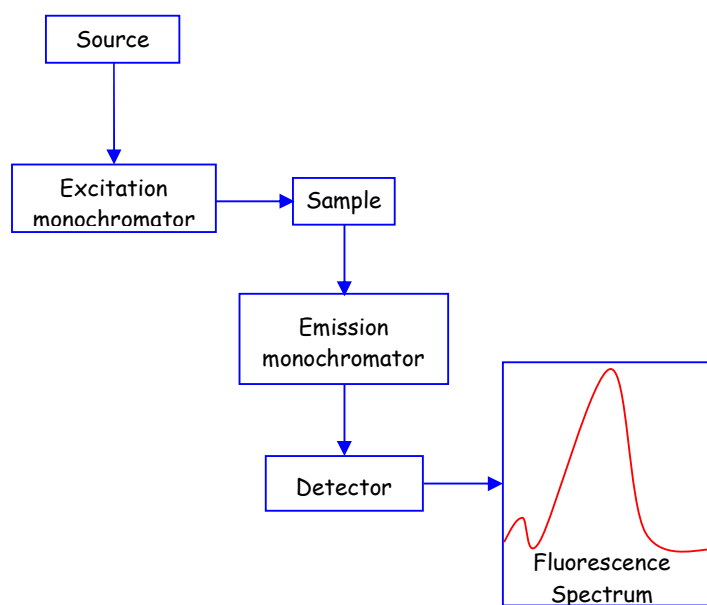 Source
Excitation
monochromator
Sample
Emission
monochromator
Detector
Fluorescence
Spectrum